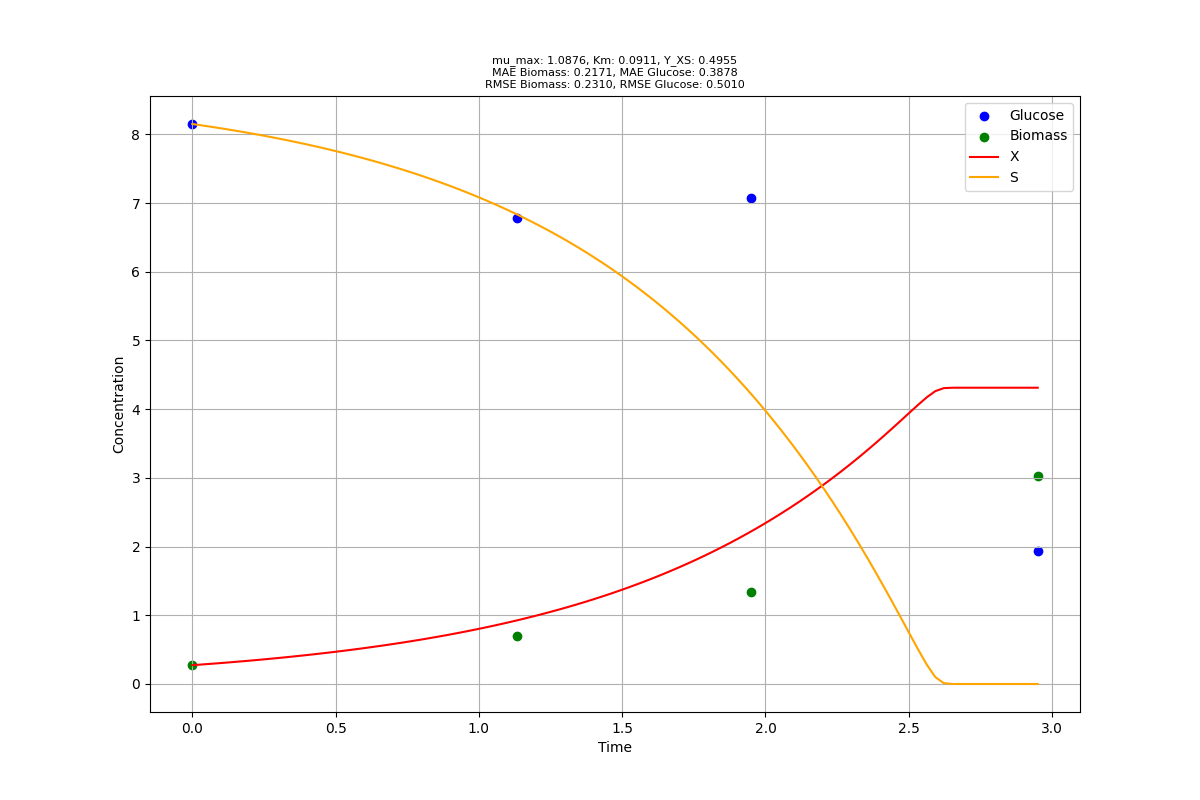 mu_max: 1.0876, Km: 0.0911, Y_XS: 0.4955
MAE Biomass: 0.2171, MAE Glucose: 0.3878
RMSE Biomass: 0.2310, RMSE Glucose: 0.5010
Glucose
Biomass
X
S
8
7
6
5
4
3
2
1
0
Concentration
0.0 0.5 1.0 1.5 2.0 2.5 3.0
Time